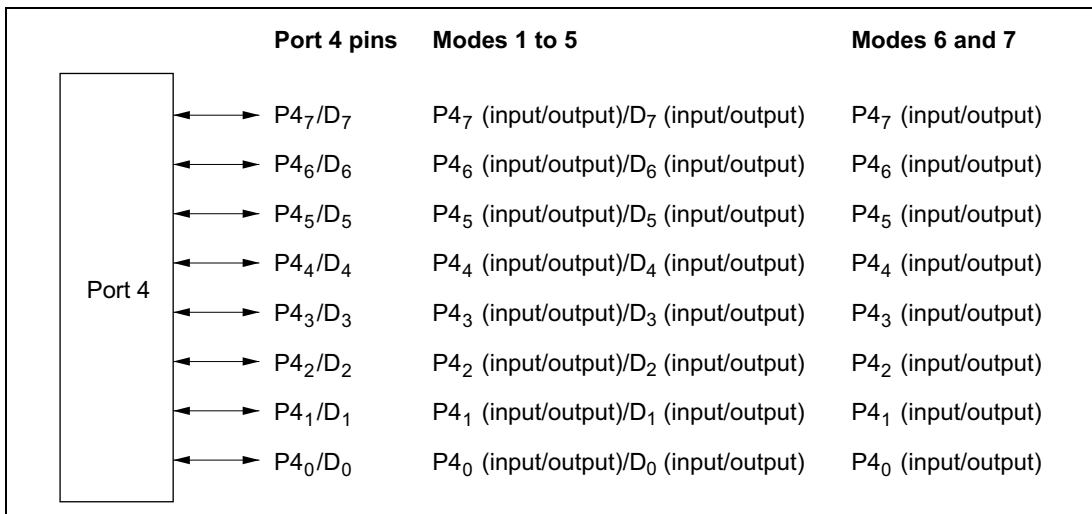 Port 4 pins Modes 1 to 5 Modes 6 and 7
P4₇/D₇ P4₇ (input/output)/D₇ (input/output) P4₇ (input/output)
P4₆/D₆ P4₆ (input/output)/D₆ (input/output) P4₆ (input/output)
P4₅/D₅ P4₅ (input/output)/D₅ (input/output) P4₅ (input/output)
P4₄/D₄ P4₄ (input/output)/D₄ (input/output) P4₄ (input/output)
Port 4
P4₃/D₃ P4₃ (input/output)/D₃ (input/output) P4₃ (input/output)
P4₂/D₂ P4₂ (input/output)/D₂ (input/output) P4₂ (input/output)
P4₁/D₁ P4₁ (input/output)/D₁ (input/output) P4₁ (input/output)
P4₀/D₀ P4₀ (input/output)/D₀ (input/output) P4₀ (input/output)